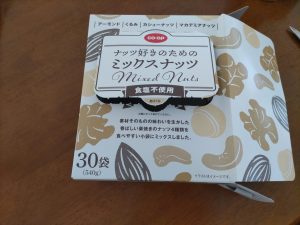 アーモンド | くるみ | カシューナッツ | マカデミアナッツ
CO·OP
ナッツ好きのための
ミックスナッツ
Mixed Nuts
食塩不使用
素材そのものの味わいを生かした
香ばしい素焼きのナッツ4種類を
食べやすい小袋にミックスしました。
30袋
(540g)